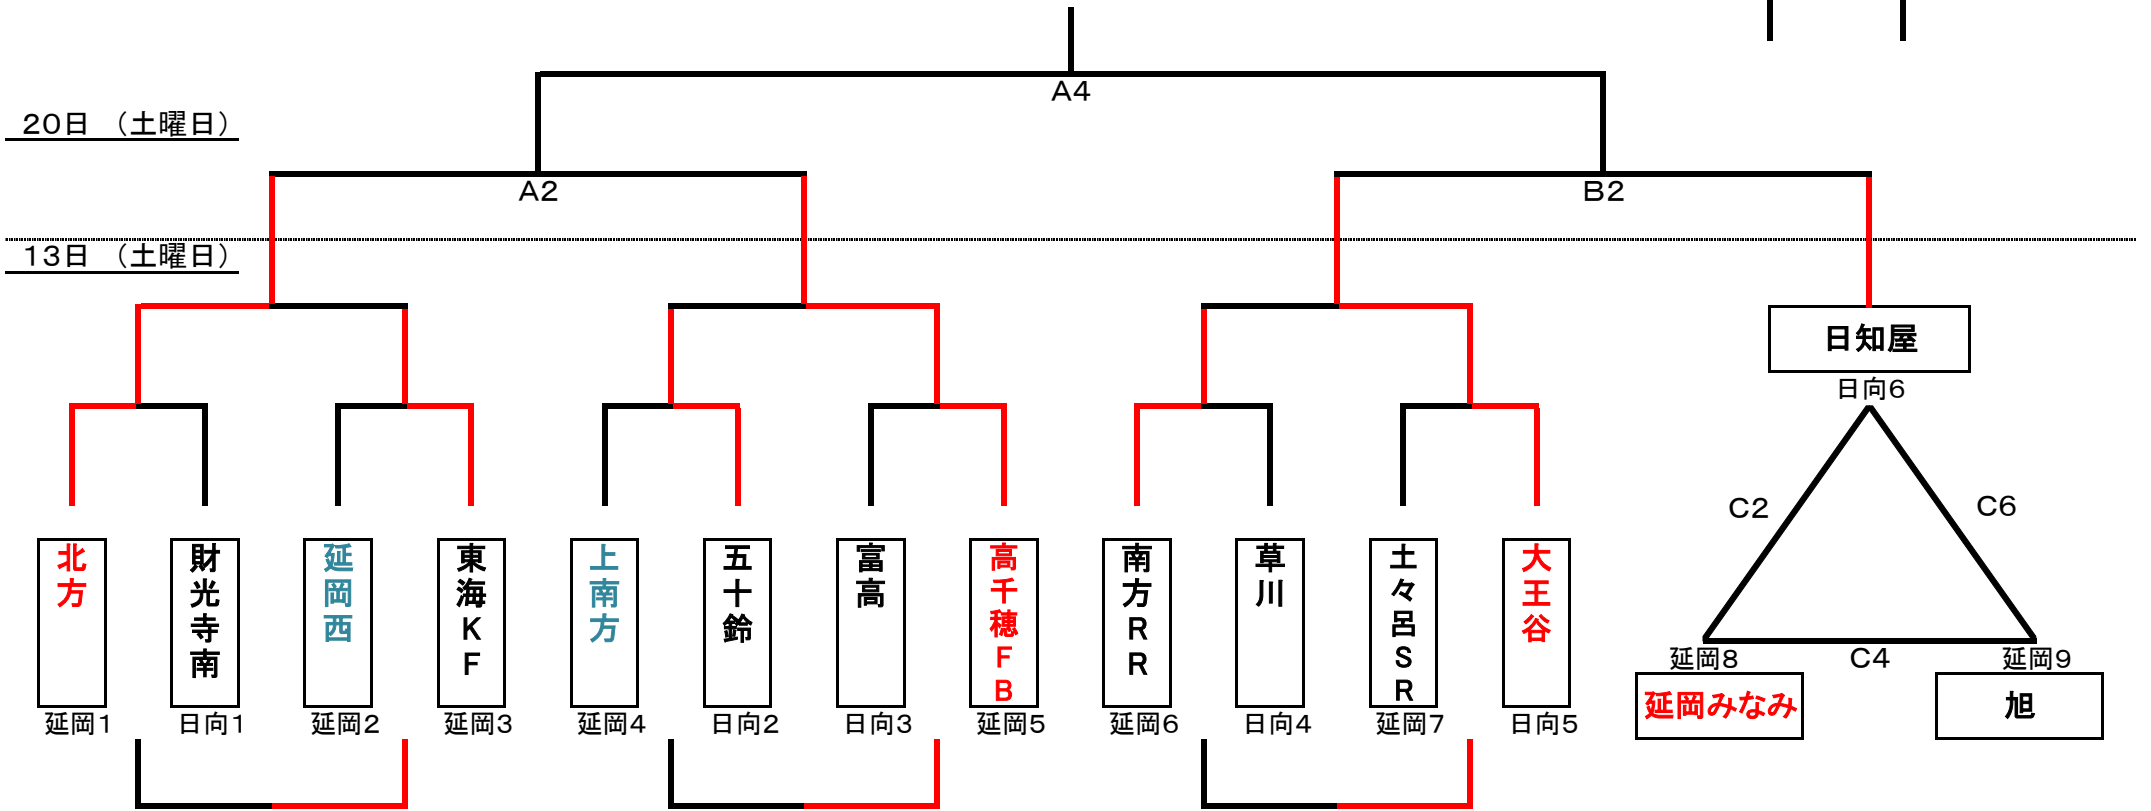 A4
20日 （土曜日）
A2
B2
13日 （土曜日）
日知屋
日向6
C2
C6
北方
財光寺南
延岡西
東海KF
上南方
五十鈴
富高
高千穂FB
南方RR
草川
土々呂SR
大王谷
延岡8
C4
延岡9
延岡みなみ
旭
延岡1
日向1
延岡2
延岡3
延岡4
日向2
日向3
延岡5
延岡6
日向4
延岡7
日向5